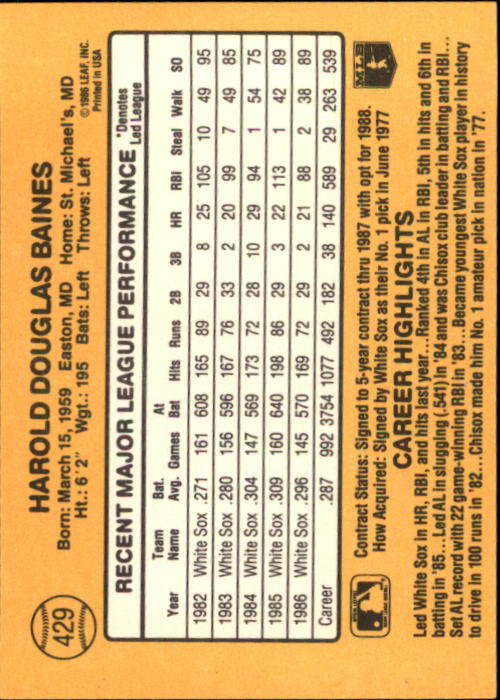 429
HAROLD DOUGLAS BAINES
Born: March 15, 1959 Easton, MD Home: St. Michael's, MD
Ht.: 6'2" Wgt.: 195 Bats: Left Throws: Left
© 1986 LEAF, INC.
Printed in USA
RECENT MAJOR LEAGUE PERFORMANCE *Denotes Led League
Year Team Name Bat. Avg. Games At Bat Hits Runs 2B 3B HR RBI Steal Walk SO
1982 White Sox .271 161 608 165 89 29 8 25 105 10 49 95
1983 White Sox .280 156 596 167 76 33 2 20 99 7 49 85
1984 White Sox .304 147 569 173 72 28 10 29 94 1 54 75
1985 White Sox .309 160 640 198 86 29 3 22 113 1 42 89
1986 White Sox .296 145 570 169 72 29 2 21 88 2 38 89
Career .287 992 3754 1077 492 182 38 140 589 29 263 539
Contract Status: Signed to 5-year contract thru 1987 with opt for 1988.
How Acquired: Signed by White Sox as their No. 1 pick in June 1977
MLB
CAREER HIGHLIGHTS
Led White Sox in HR, RBI, and hits last year...Ranked 4th in AL in RBI, 5th in hits and 6th in
batting in '85...Led AL in slugging (.541) in '84 and was Chisox club leader in batting and RBI...
Set AL record with 22 game-winning RBI in '83...Became youngest White Sox player in history
to drive in 100 runs in '82...Chisox made him No. 1 amateur pick in nation in '77.